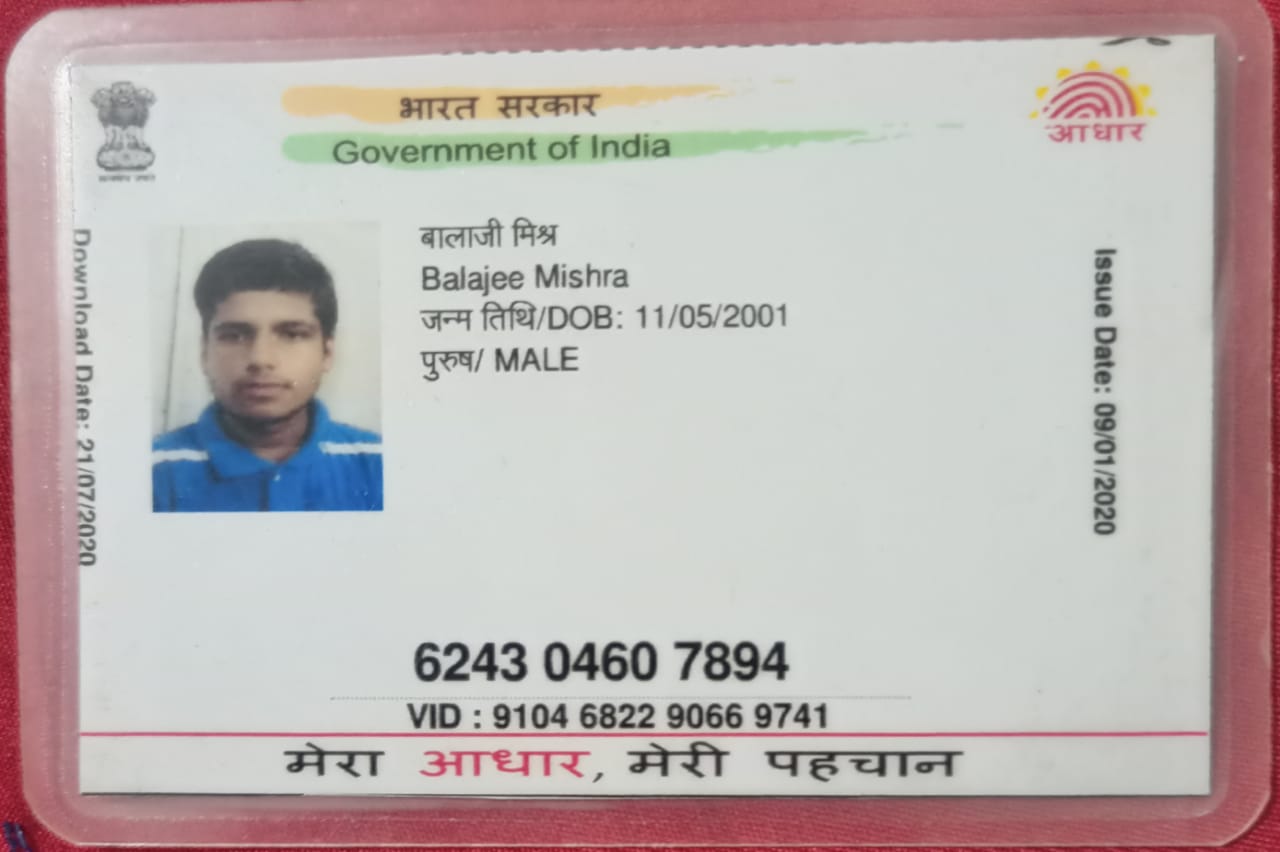 भारत सरकार
Government of India
आधार
बालाजी मिश्र
Balajee Mishra
जन्म तिथि/DOB: 11/05/2001
पुरुष/ MALE
Download Date: 21/07/2020
Issue Date: 09/01/2020
6243 0460 7894
VID : 9104 6822 9066 9741
मेरा आधार, मेरी पहचान